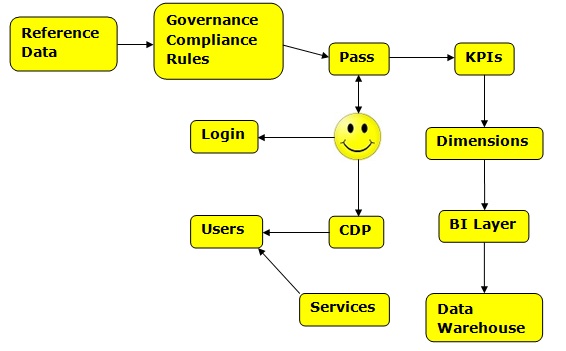 Reference
Data
Governance
Compliance
Rules
Pass
KPIs
Login
Dimensions
Users
CDP
BI Layer
Services
Data
Warehouse